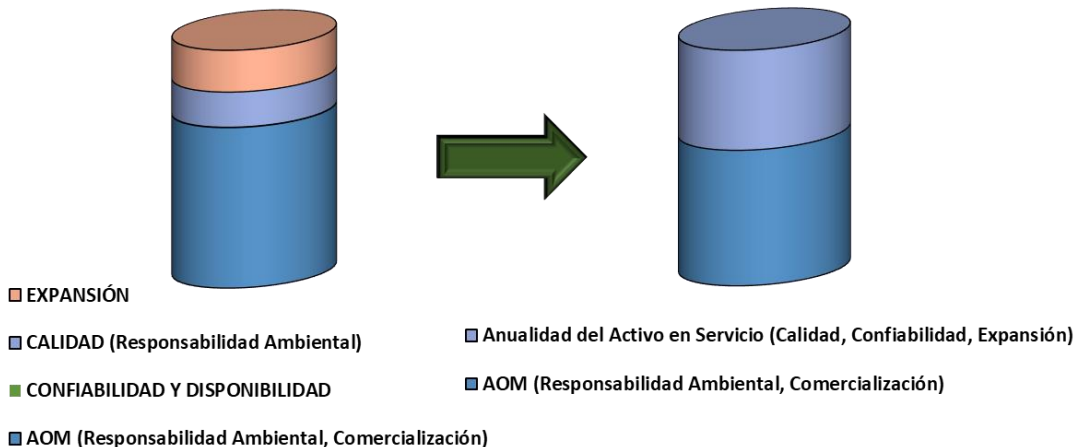 EXPANSIÓN
CALIDAD (Responsabilidad Ambiental)
CONFIABILIDAD Y DISPONIBILIDAD
AOM (Responsabilidad Ambiental, Comercialización)
Anualidad del Activo en Servicio (Calidad, Confiabilidad, Expansión)
AOM (Responsabilidad Ambiental, Comercialización)